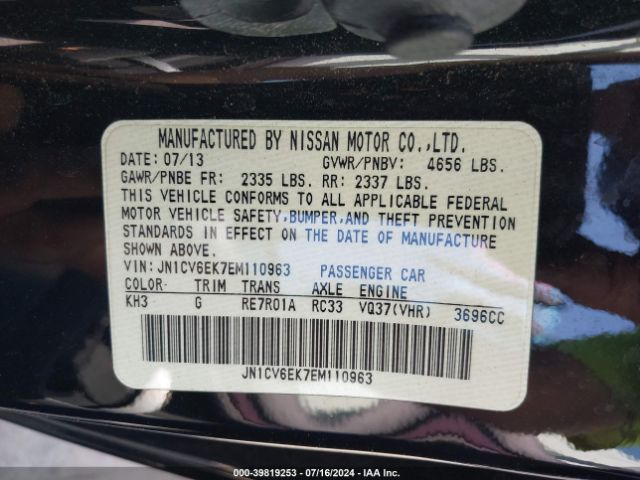 MANUFACTURED BY NISSAN MOTOR CO.,LTD.
DATE: 07/13 GVWR/PNBV: 4656 LBS.
GAWR/PNBE FR: 2335 LBS. RR: 2337 LBS.
THIS VEHICLE CONFORMS TO ALL APPLICABLE FEDERAL
MOTOR VEHICLE SAFETY,BUMPER,AND THEFT PREVENTION
STANDARDS IN EFFECT ON THE DATE OF MANUFACTURE
SHOWN ABOVE.
VIN: JN1CV6EK7EM110963 PASSENGER CAR
COLOR TRIM TRANS AXLE ENGINE
KH3 G RE7R01A RC33 VQ37(VHR) 3696CC
JN1CV6EK7EM110963
000-39819253 - 07/16/2024 - IAA Inc.